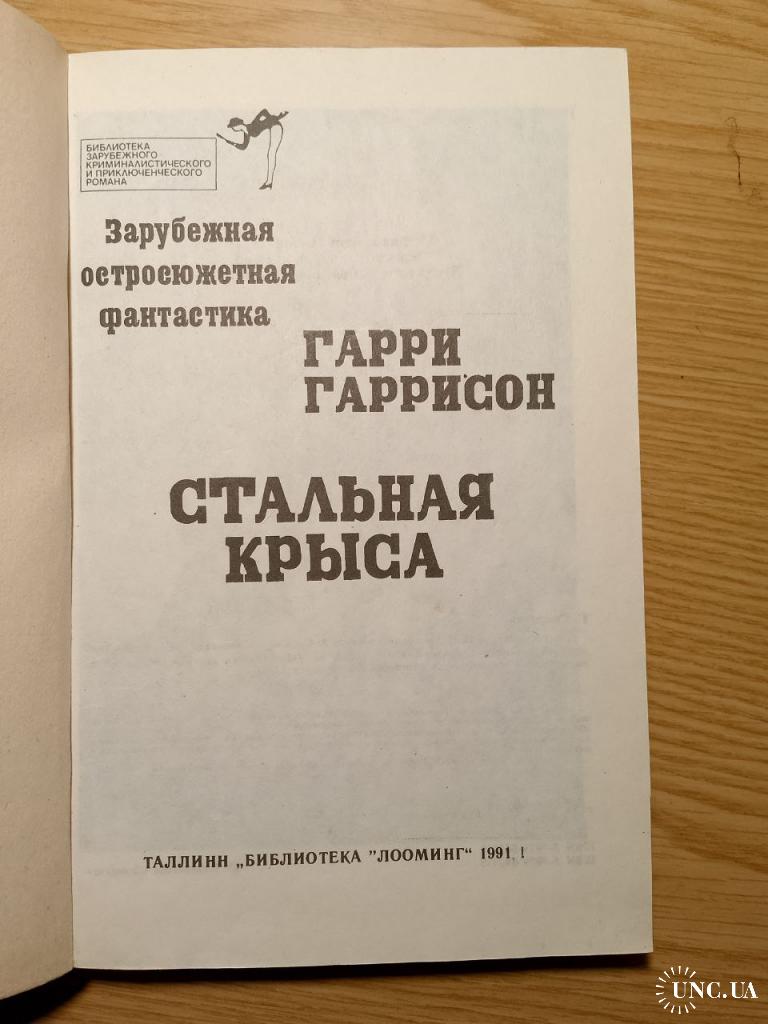 БИБЛИОТЕКА
ЗАРУБЕЖНОГО
КРИМИНАЛИСТИЧЕСКОГО
И ПРИКЛЮЧЕНЧЕСКОГО
РОМАНА
Зарубежная
остросюжетная
фантастика
ГАРРИ
ГАРРИСОН
СТАЛЬНАЯ
КРЫСА
ТАЛЛИНН „БИБЛИОТЕКА ”ЛООМИНГ“ 1991
UNC.UA